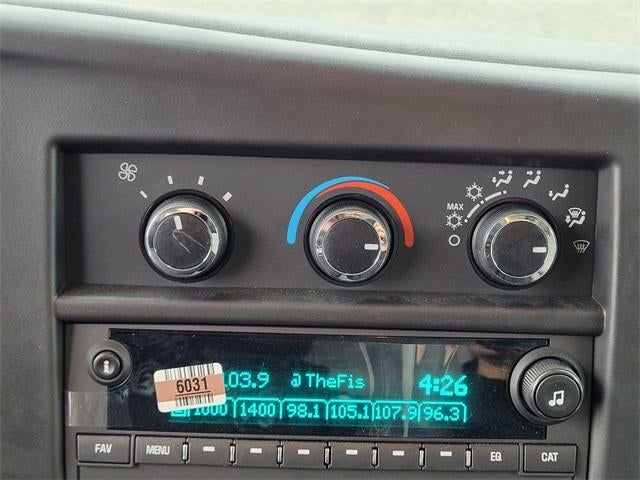 MAX
03.9 TheFis 4:26
6031
1000 1400 98.1 105.1 107.9 96.3
FAV MENU EQ CAT